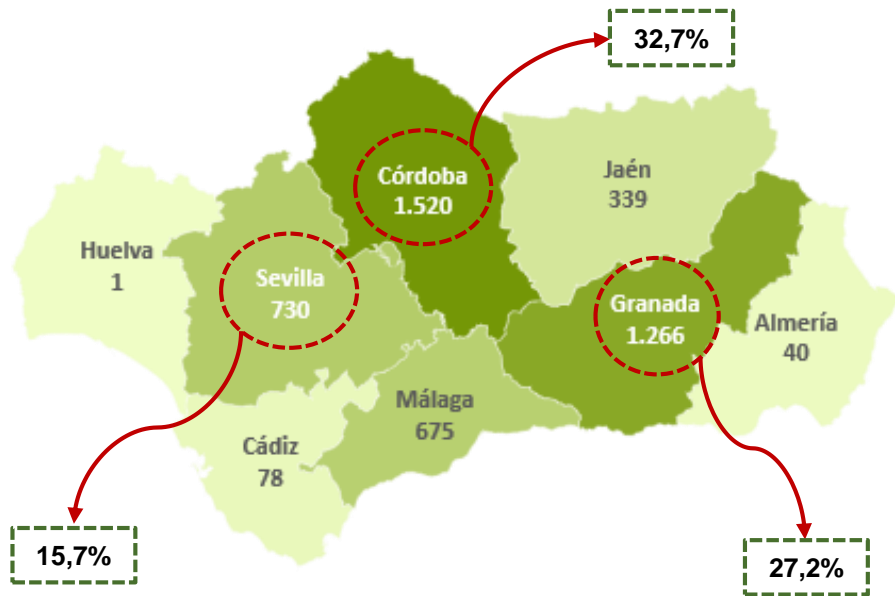 32,7%
Córdoba
1.520
Jaén
339
Huelva
1
Sevilla
730
Granada
1.266
Almería
40
Málaga
675
Cádiz
78
15,7%
27,2%